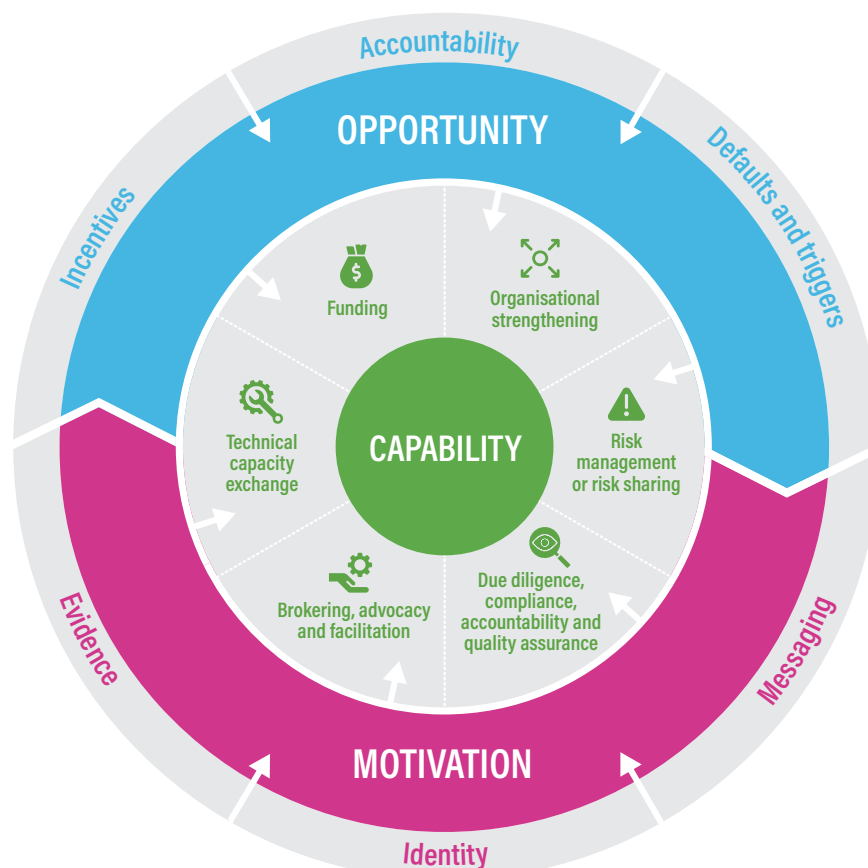 Accountability
OPPORTUNITY
Incentives
Defaults and triggers
$
Funding
Organisational
strengthening
Technical
capacity
exchange
CAPABILITY
!
Risk
management
or risk sharing
Brokering, advocacy
and facilitation
Due diligence,
compliance,
accountability and
quality assurance
Evidence
Messaging
MOTIVATION
Identity